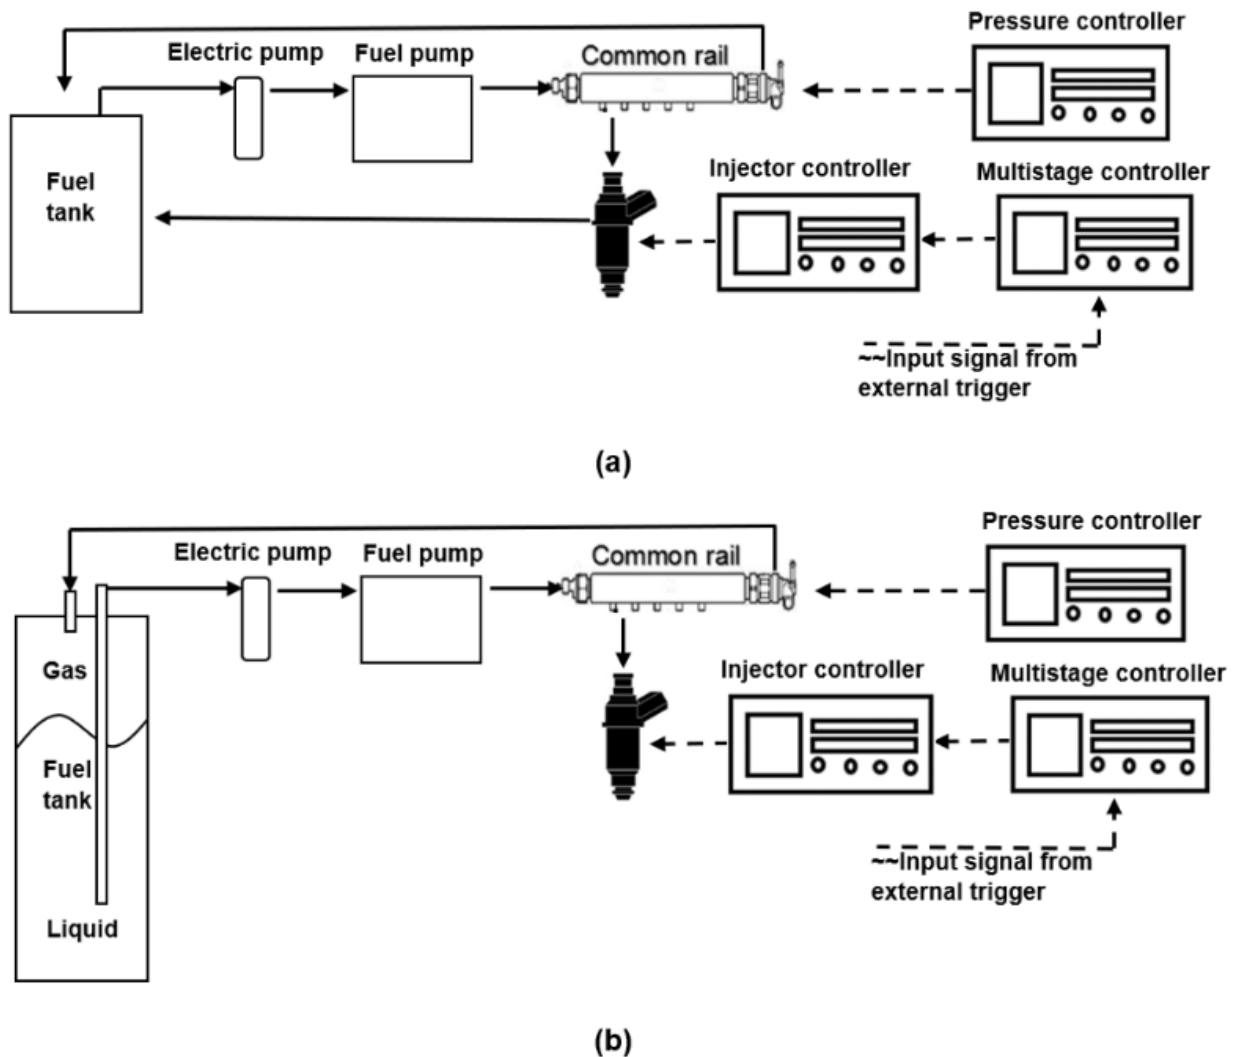 Pressure controller
Electric pump
Fuel pump
Common rail
Fuel
tank
Injector controller
Multistage controller
~~Input signal from
external trigger
(a)
Pressure controller
Electric pump
Fuel pump
Common rail
Gas
Injector controller
Multistage controller
Fuel
tank
~~Input signal from
external trigger
Liquid
(b)